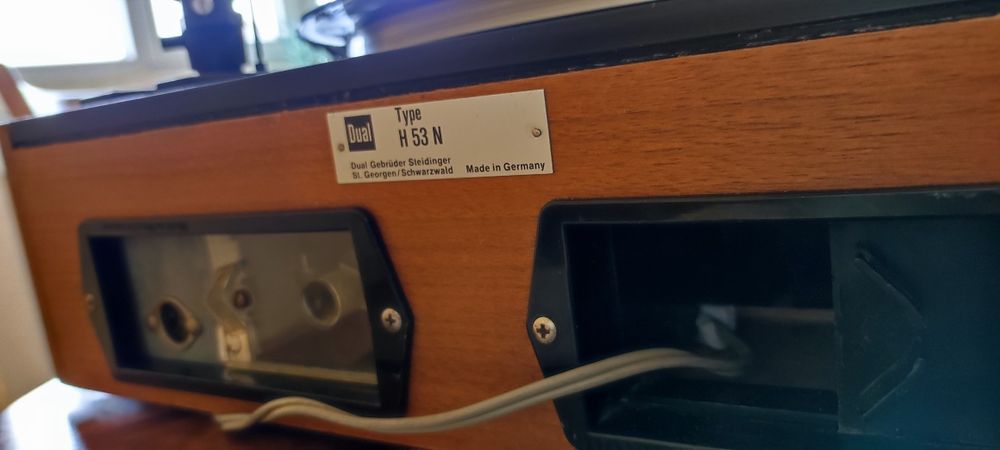 Dual
Type
H 53 N
Dual Gebrüder Steidinger
St. Georgen/Schwarzwald Made in Germany